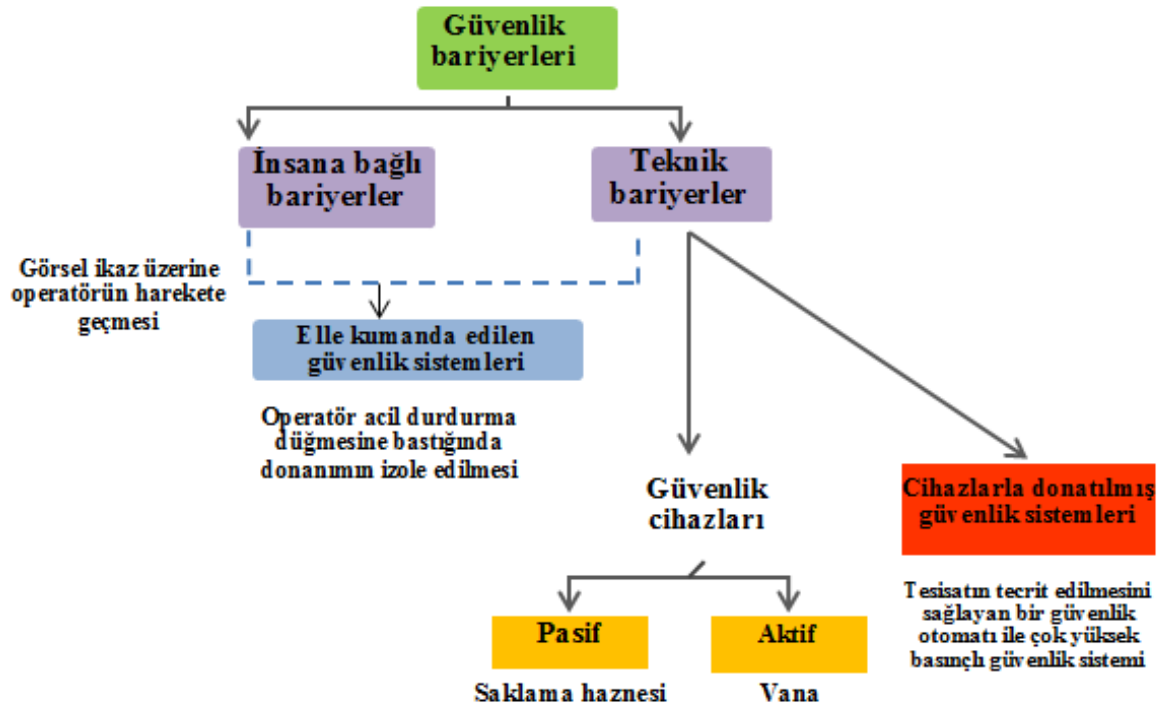 Güvenlik
bariyerleri
İnsana bağlı
bariyerler
Teknik
bariyerler
Görsel ikaz üzerine
operatörün harekete
geçmesi
Elle kumanda edilen
güvenlik sistemleri
Operatör acil durdurma
düğmesine bastığında
donanımın izole edilmesi
Güvenlik
cihazları
Cihazlarla donatılmış
güvenlik sistemleri
Tesisatın tecrit edilmesini
sağlayan bir güvenlik
otomatı ile çok yüksek
basınçlı güvenlik sistemi
Pasif
Aktif
Saklama haznesi
Vana